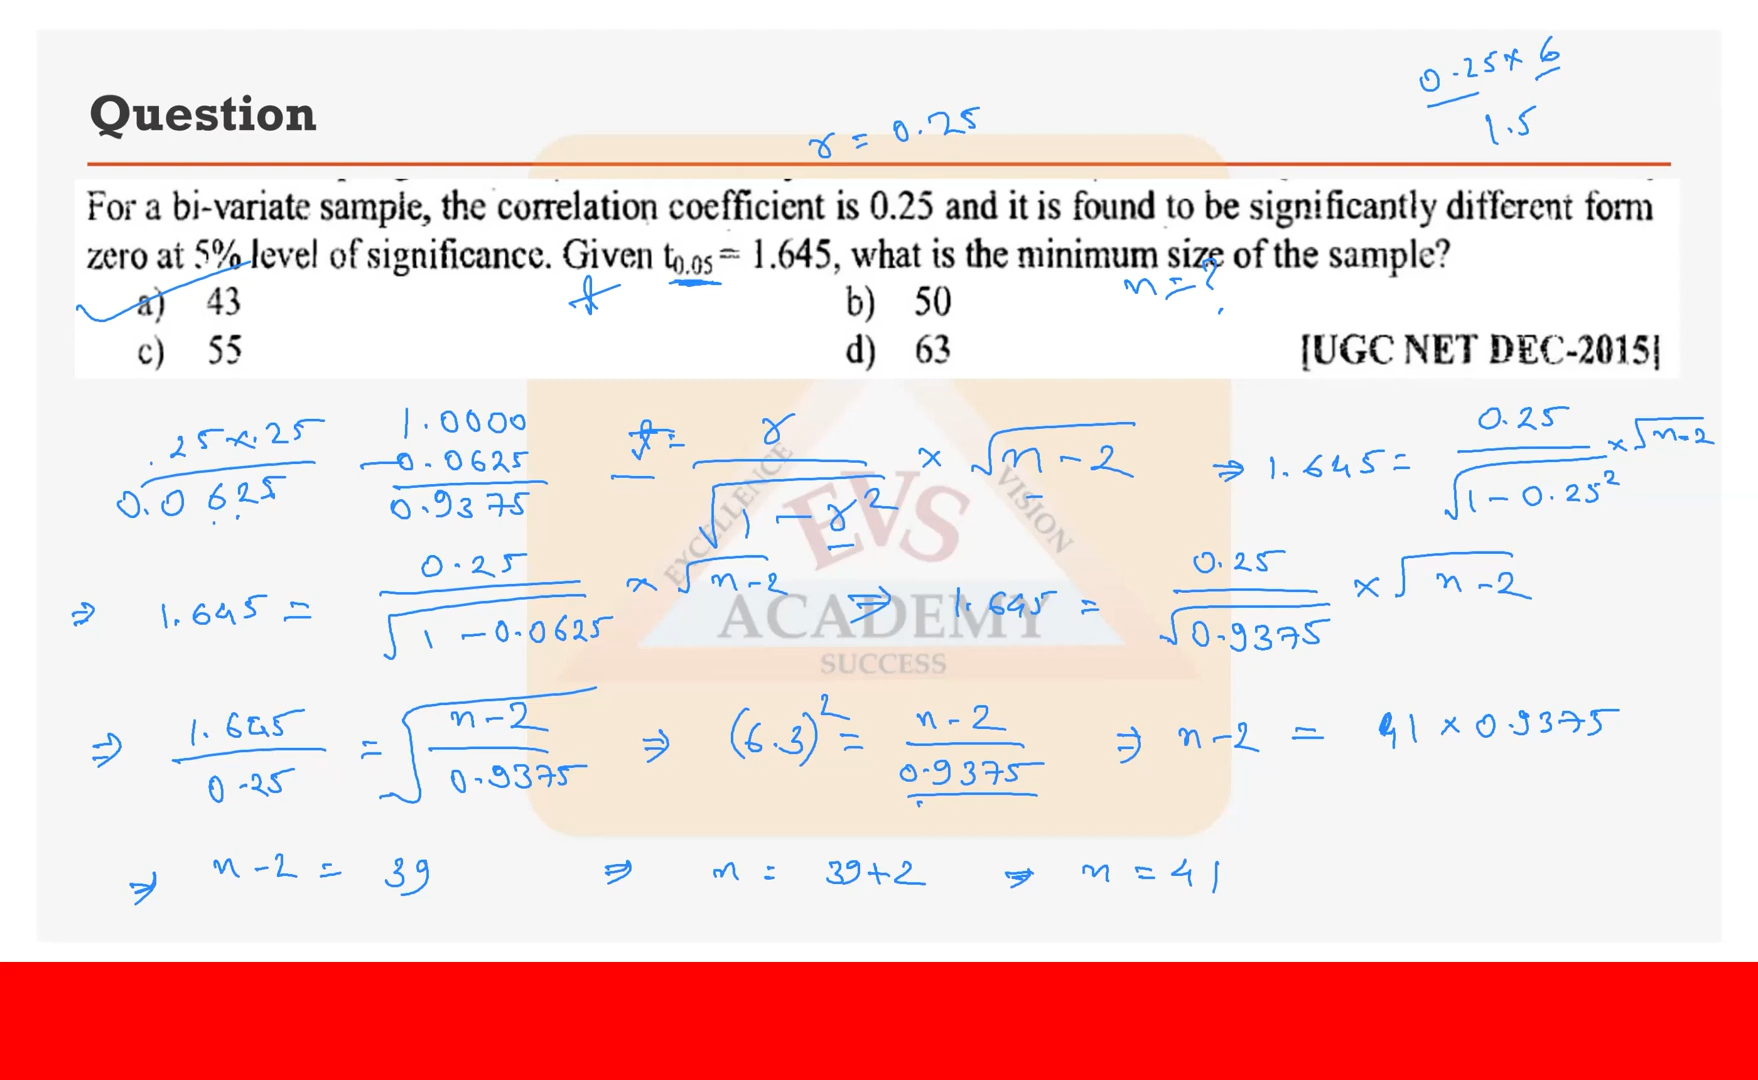 Question
r = 0.25
0.25 × 6
1.5
For a bi-variate sample, the correlation coefficient is 0.25 and it is found to be significantly different form
zero at 5% level of significance. Given t0.05 = 1.645, what is the minimum size of the sample?
t
n = ?
a) 43 b) 50
c) 55 d) 63 [UGC NET DEC-2015]
.25 × .25
0.0625
1.0000
-0.0625
0.9375
t = r / √(1 - r²) × √(n - 2) ⇒ 1.645 = 0.25 / √(1 - 0.25²) × √(n-2)
⇒ 1.645 = 0.25 / √(1 - 0.0625) × √(n-2) ⇒ 1.645 = 0.25 / √0.9375 × √(n-2)
⇒ 1.645 / 0.25 = √((n-2) / 0.9375) ⇒ (6.3)² = (n-2) / 0.9375 ⇒ n-2 = 41 × 0.9375
⇒ n-2 = 39 ⇒ n = 39+2 ⇒ n = 41
EXCELLENCE
EVS
VISION
ACADEMY
SUCCESS